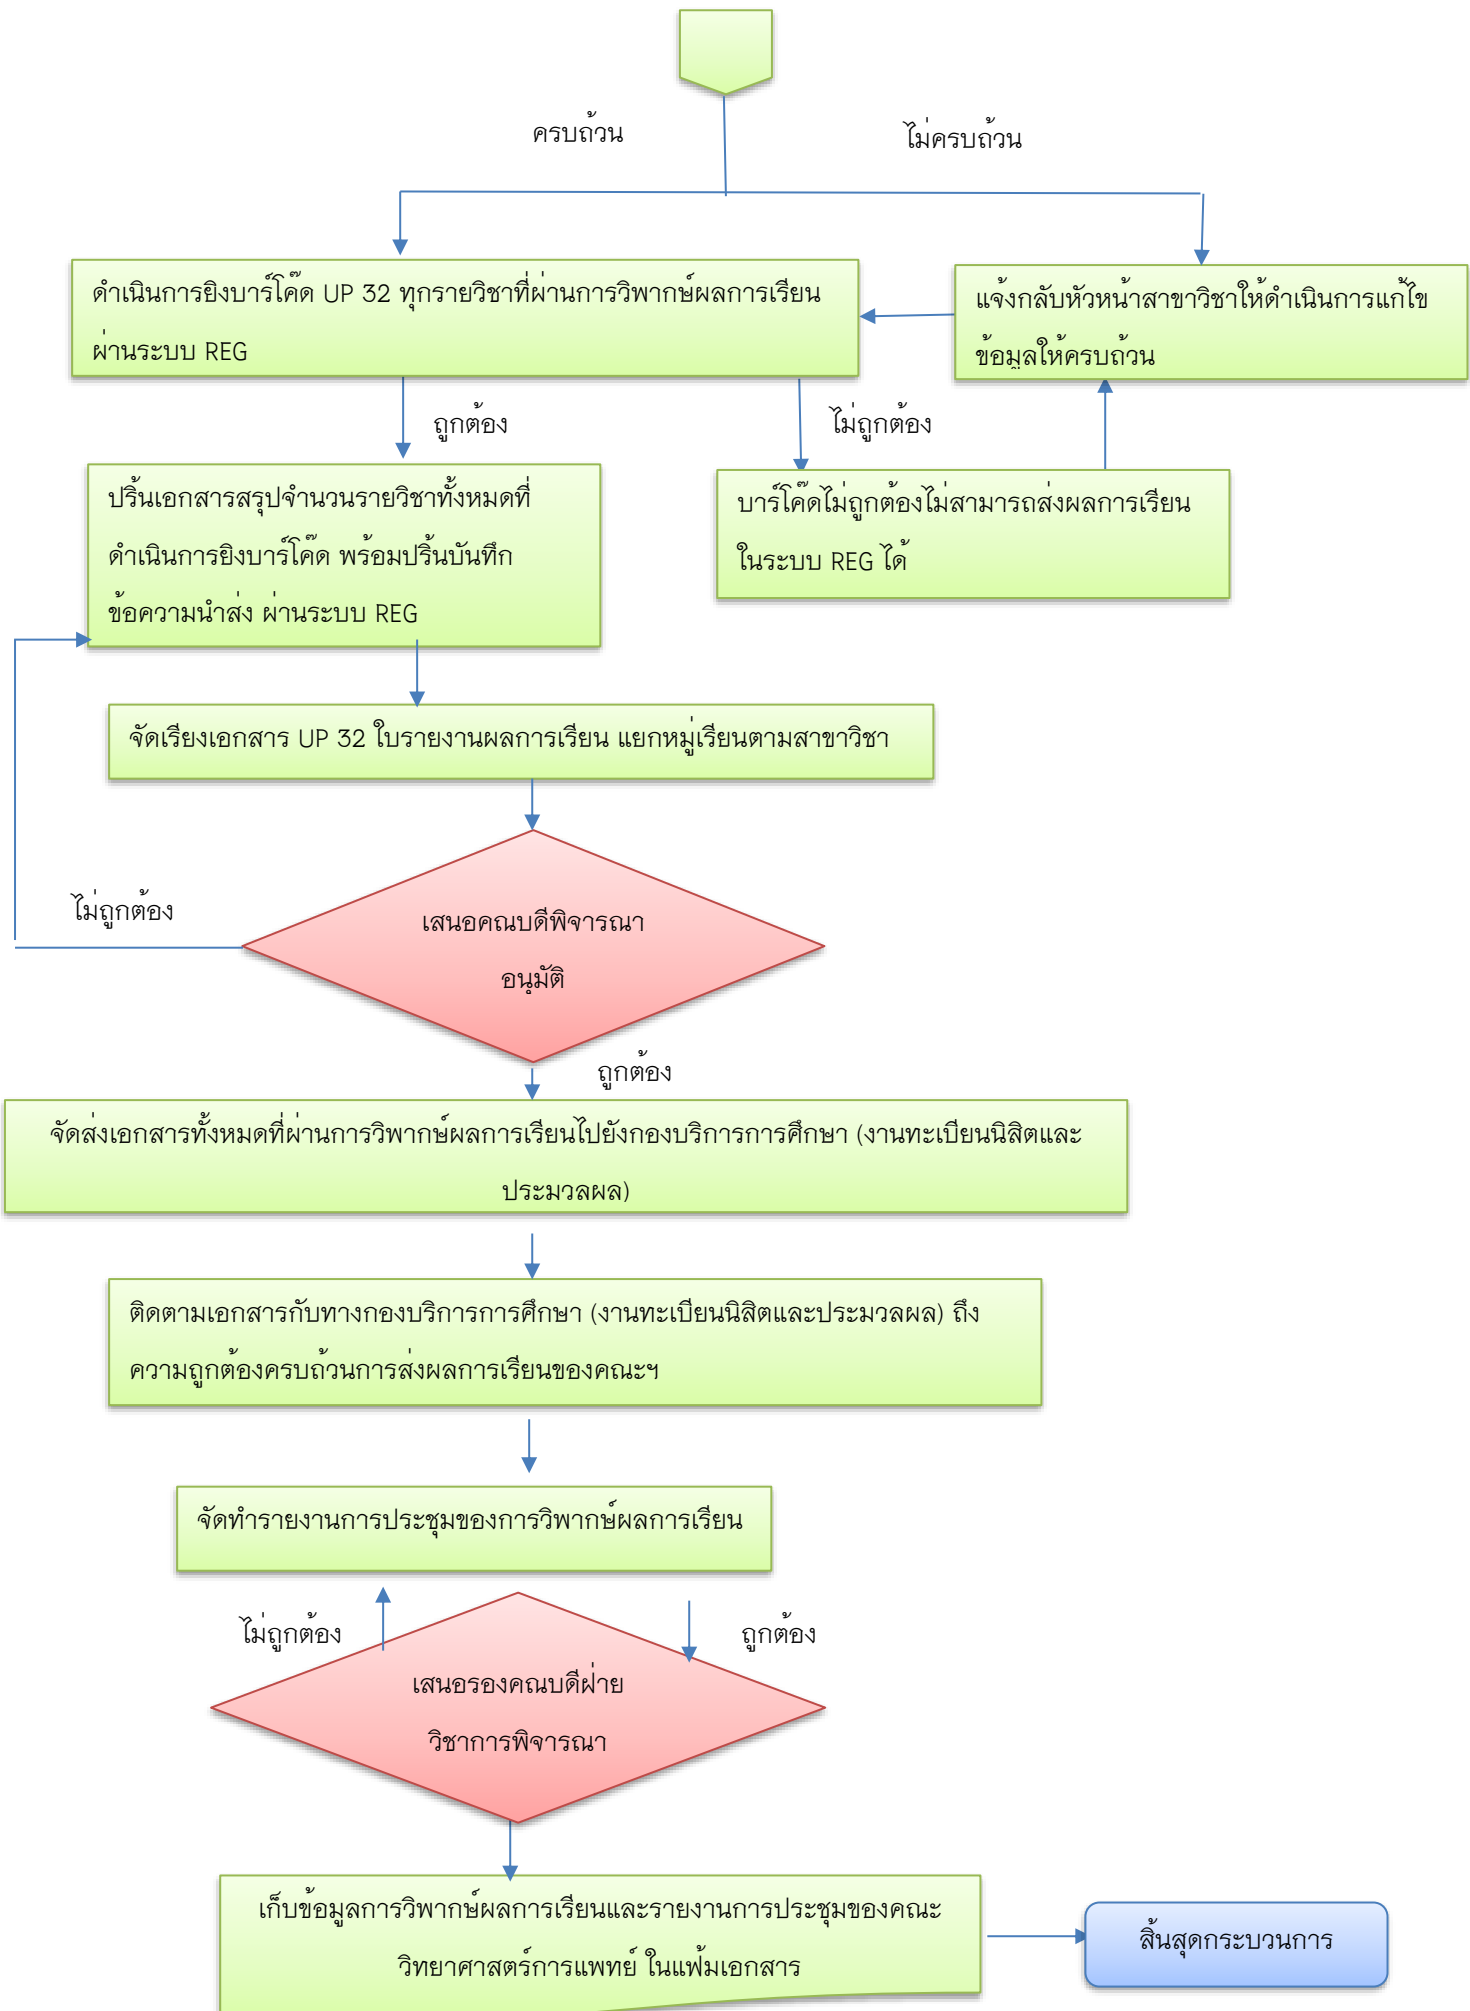 ครบถ้วน
ไม่ครบถ้วน
ดำเนินการยิงบาร์โค๊ด UP 32 ทุกรายวิชาที่ผ่านการวิพากษ์ผลการเรียน
ผ่านระบบ REG
แจ้งกลับหัวหน้าสาขาวิชาให้ดำเนินการแก้ไข
ข้อมูลให้ครบถ้วน
ถูกต้อง
ไม่ถูกต้อง
ปริ้นเอกสารสรุปจำนวนรายวิชาทั้งหมดที่
ดำเนินการยิงบาร์โค๊ด พร้อมปริ้นบันทึก
ข้อความนำส่ง ผ่านระบบ REG
บาร์โค๊ดไม่ถูกต้องไม่สามารถส่งผลการเรียน
ในระบบ REG ได้
จัดเรียงเอกสาร UP 32 ใบรายงานผลการเรียน แยกหมู่เรียนตามสาขาวิชา
ไม่ถูกต้อง
เสนอคณบดีพิจารณา
อนุมัติ
ถูกต้อง
จัดส่งเอกสารทั้งหมดที่ผ่านการวิพากษ์ผลการเรียนไปยังกองบริการการศึกษา (งานทะเบียนนิสิตและ
ประมวลผล)
ติดตามเอกสารกับทางกองบริการการศึกษา (งานทะเบียนนิสิตและประมวลผล) ถึง
ความถูกต้องครบถ้วนการส่งผลการเรียนของคณะฯ
จัดทำรายงานการประชุมของการวิพากษ์ผลการเรียน
ไม่ถูกต้อง
ถูกต้อง
เสนอรองคณบดีฝ่าย
วิชาการพิจารณา
เก็บข้อมูลการวิพากษ์ผลการเรียนและรายงานการประชุมของคณะ
วิทยาศาสตร์การแพทย์ ในแฟ้มเอกสาร
สิ้นสุดกระบวนการ